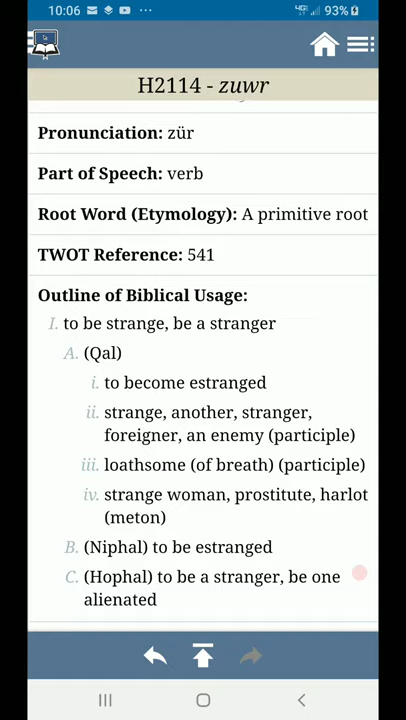 10:06 93%
H2114 - zuwr
Pronunciation: zür
Part of Speech: verb
Root Word (Etymology): A primitive root
TWOT Reference: 541
Outline of Biblical Usage:
I. to be strange, be a stranger
A. (Qal)
i. to become estranged
ii. strange, another, stranger,
foreigner, an enemy (participle)
iii. loathsome (of breath) (participle)
iv. strange woman, prostitute, harlot
(meton)
B. (Niphal) to be estranged
C. (Hophal) to be a stranger, be one
alienated